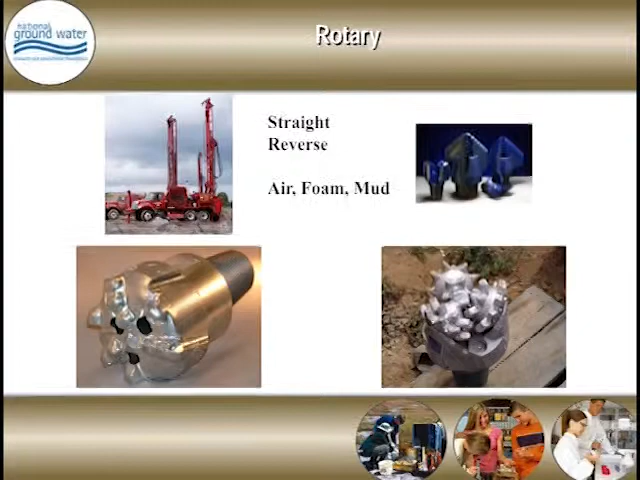 national
ground water
Rotary
Straight
Reverse
Air, Foam, Mud